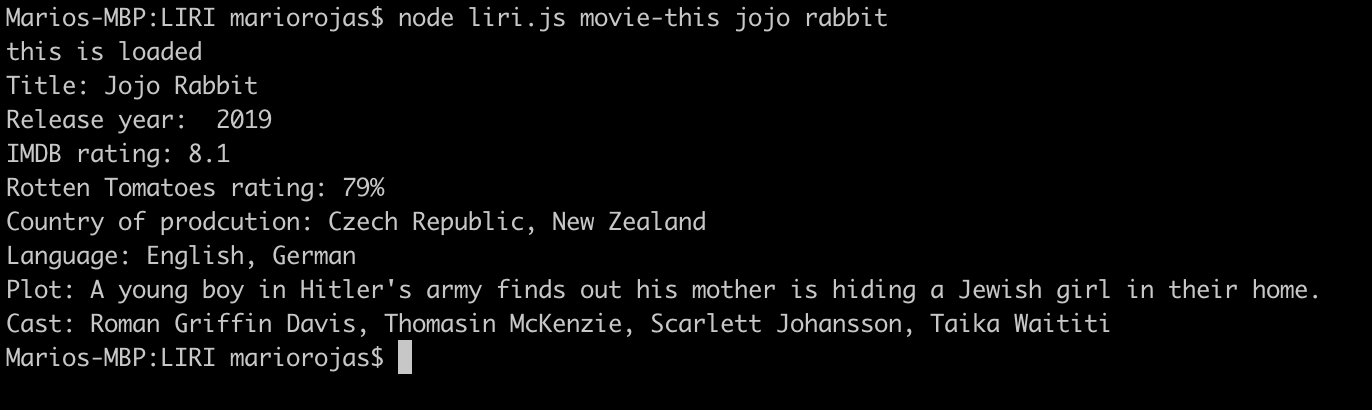 Marios-MBP:LIRI mariorojas$ node liri.js movie-this jojo rabbit
this is loaded
Title: Jojo Rabbit
Release year:  2019
IMDB rating: 8.1
Rotten Tomatoes rating: 79%
Country of prodcution: Czech Republic, New Zealand
Language: English, German
Plot: A young boy in Hitler's army finds out his mother is hiding a Jewish girl in their home.
Cast: Roman Griffin Davis, Thomasin McKenzie, Scarlett Johansson, Taika Waititi
Marios-MBP:LIRI mariorojas$